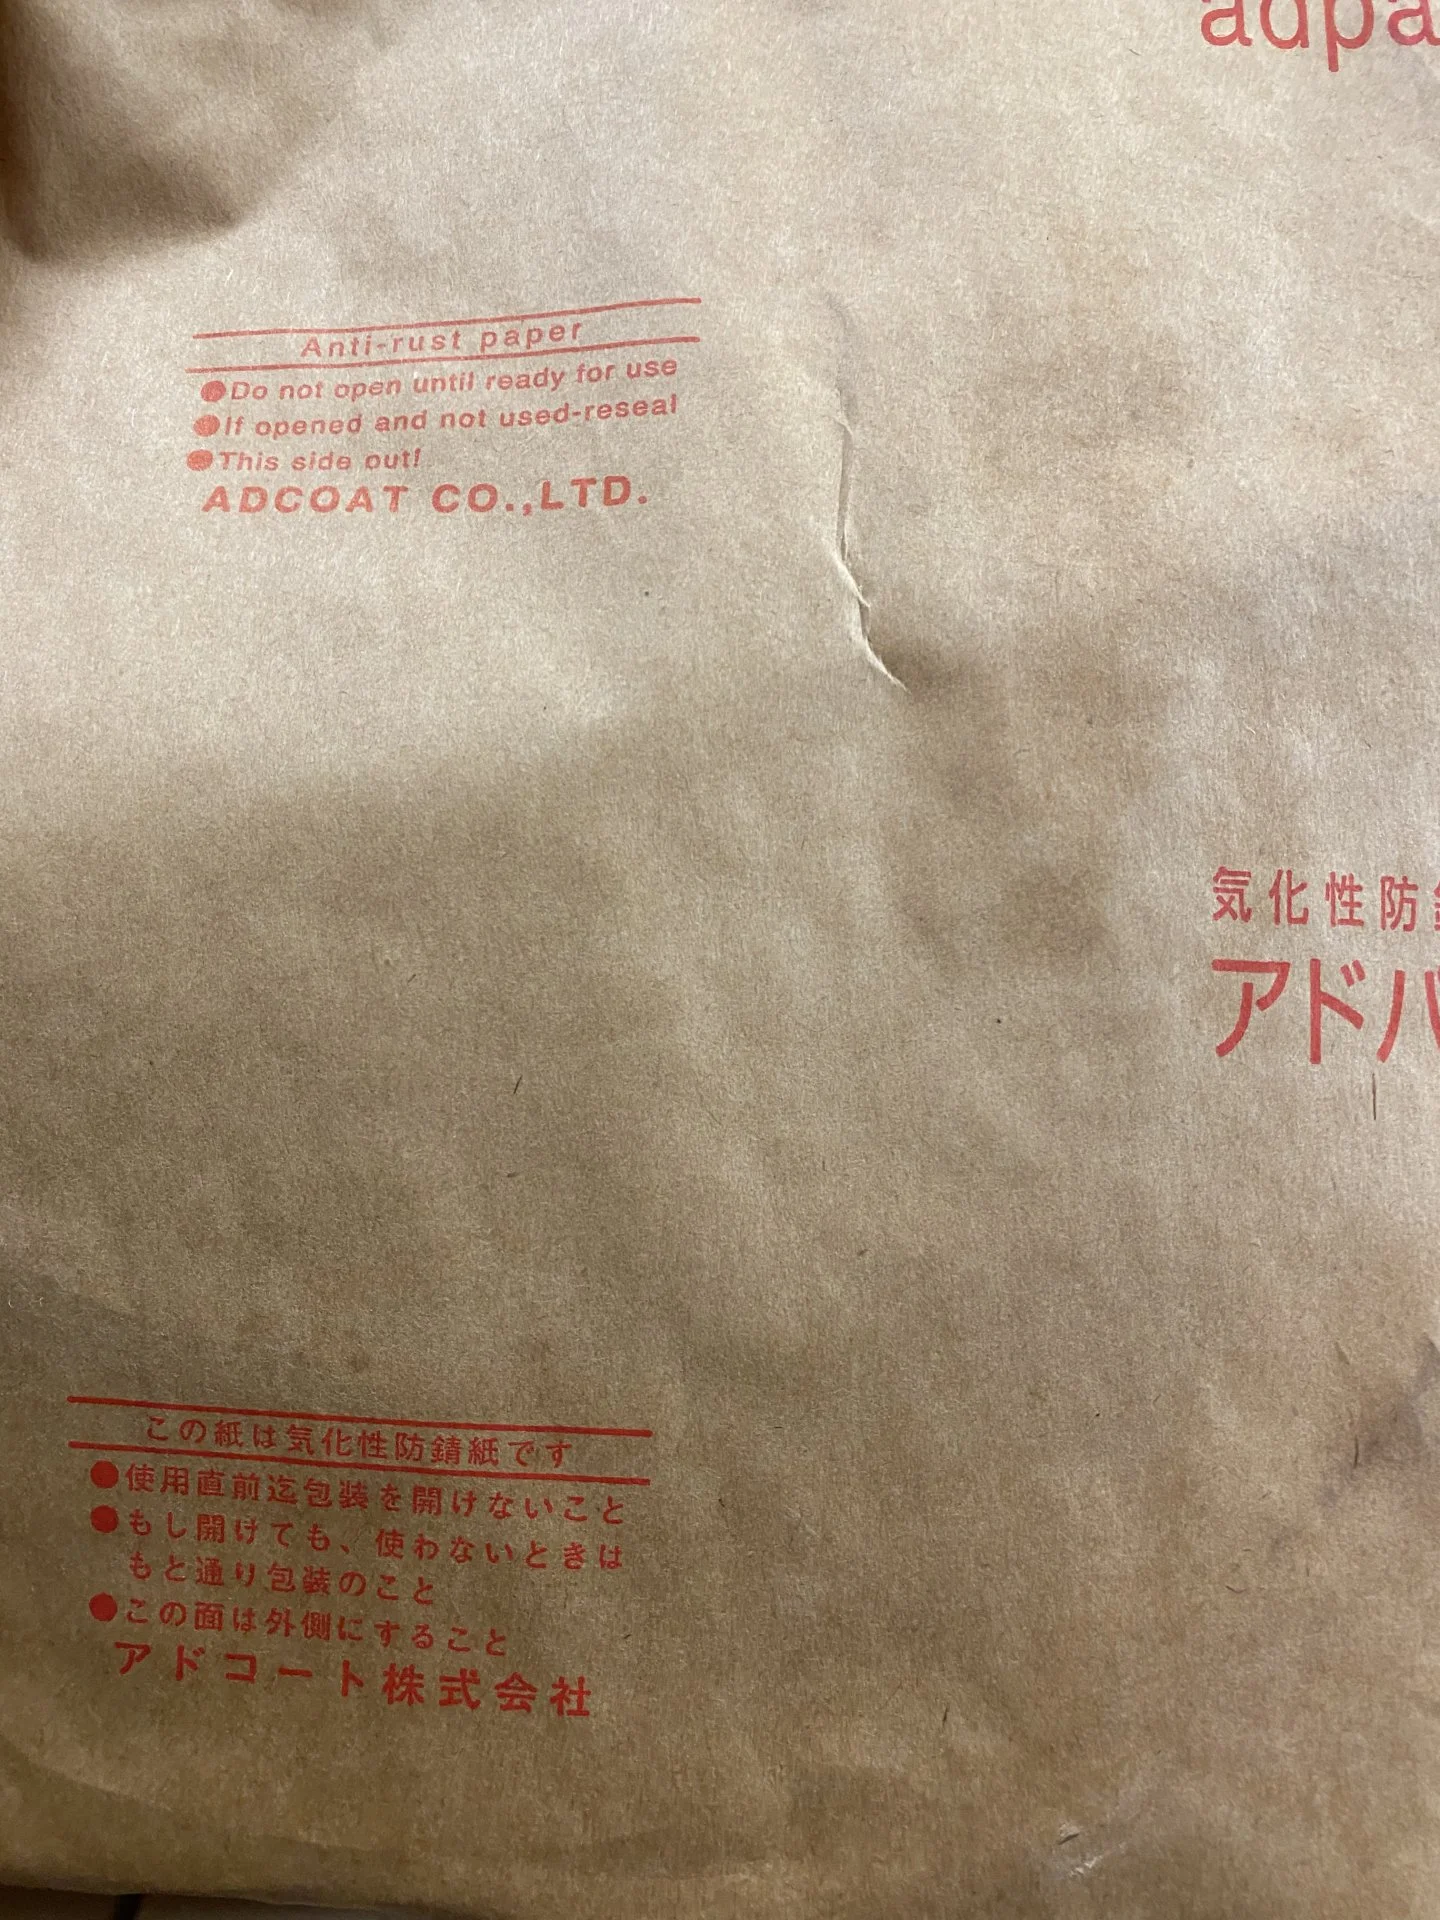 adpa
Anti-rust paper
●Do not open until ready for use
●If opened and not used-reseal
●This side out!
ADCOAT CO.,LTD.
気化性防
アドパ
この紙は気化性防錆紙です
●使用直前迄包装を開けないこと
●もし開けても、使わないときは
もと通り包装のこと
●この面は外側にすること
アドコート株式会社